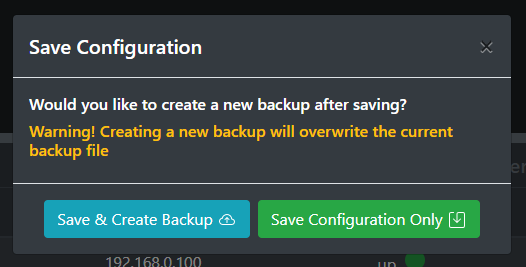 Save Configuration
Would you like to create a new backup after saving?
Warning! Creating a new backup will overwrite the current
backup file
Save & Create Backup
Save Configuration Only
192.168.0.100
up